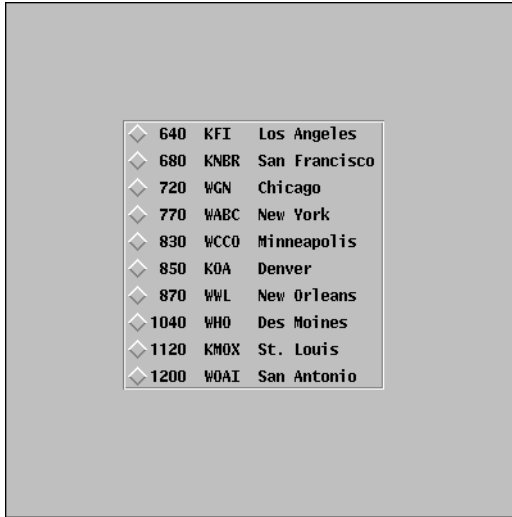 640 KFI Los Angeles
680 KNBR San Francisco
720 WGN Chicago
770 WABC New York
830 WCCO Minneapolis
850 KOA Denver
870 WWL New Orleans
1040 WHO Des Moines
1120 KMOX St. Louis
1200 WOAI San Antonio